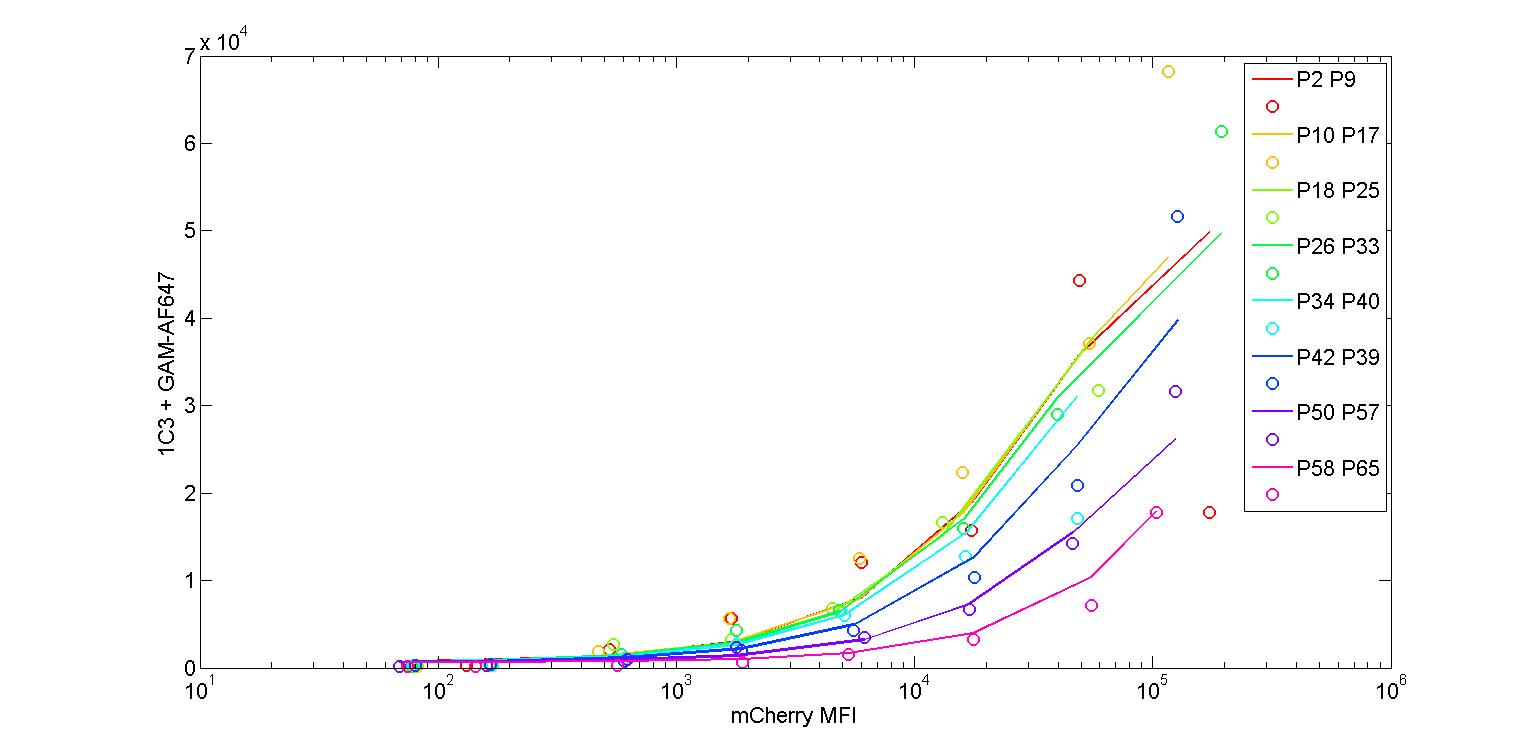 x 10^4
7
6
5
4
3
2
1
0
1C3 + GAM-AF647
10^1 10^2 10^3 10^4 10^5 10^6
mCherry MFI
P2 P9
P10 P17
P18 P25
P26 P33
P34 P40
P42 P39
P50 P57
P58 P65